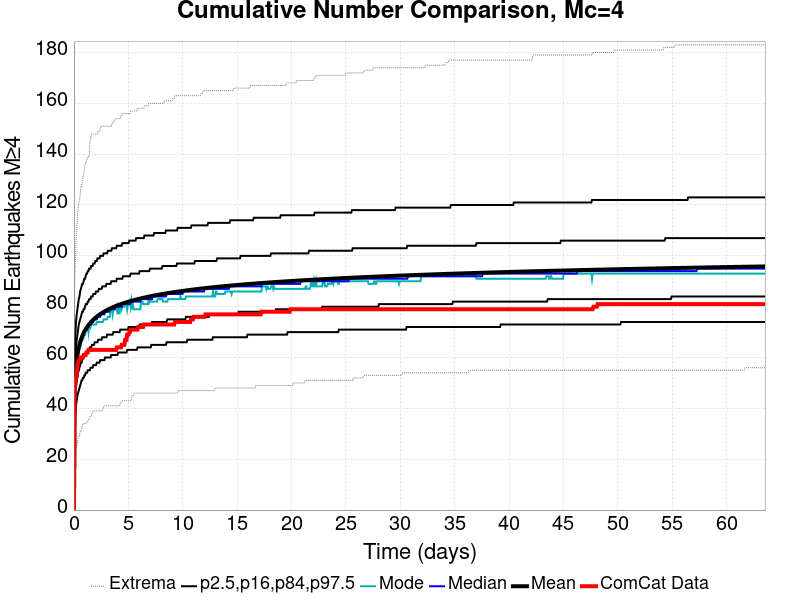 Cumulative Number Comparison, Mc=4
Cumulative Num Earthquakes M≥4
180
160
140
120
100
80
60
40
20
0
0 5 10 15 20 25 30 35 40 45 50 55 60
Time (days)
Extrema p2.5,p16,p84,p97.5 Mode Median Mean ComCat Data